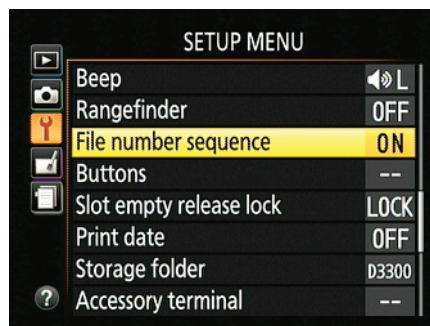 SETUP MENU
Beep L
Rangefinder OFF
File number sequence ON
Buttons --
Slot empty release lock LOCK
Print date OFF
Storage folder D3300
Accessory terminal --
?